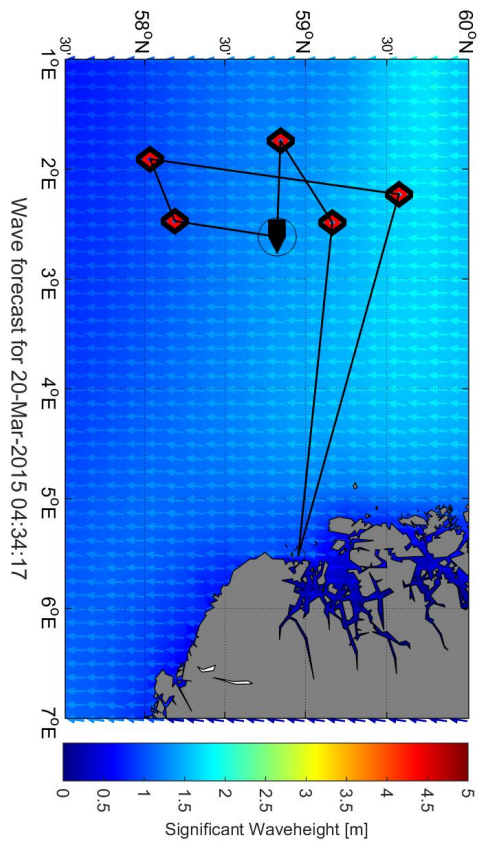 60°N
30'
59°N
30'
58°N
30'
1°E
2°E
3°E
4°E
5°E
6°E
7°E
Wave forecast for 20-Mar-2015 04:34:17
5
4.5
4
3.5
3
2.5
2
1.5
1
0.5
0
Significant Waveheight [m]